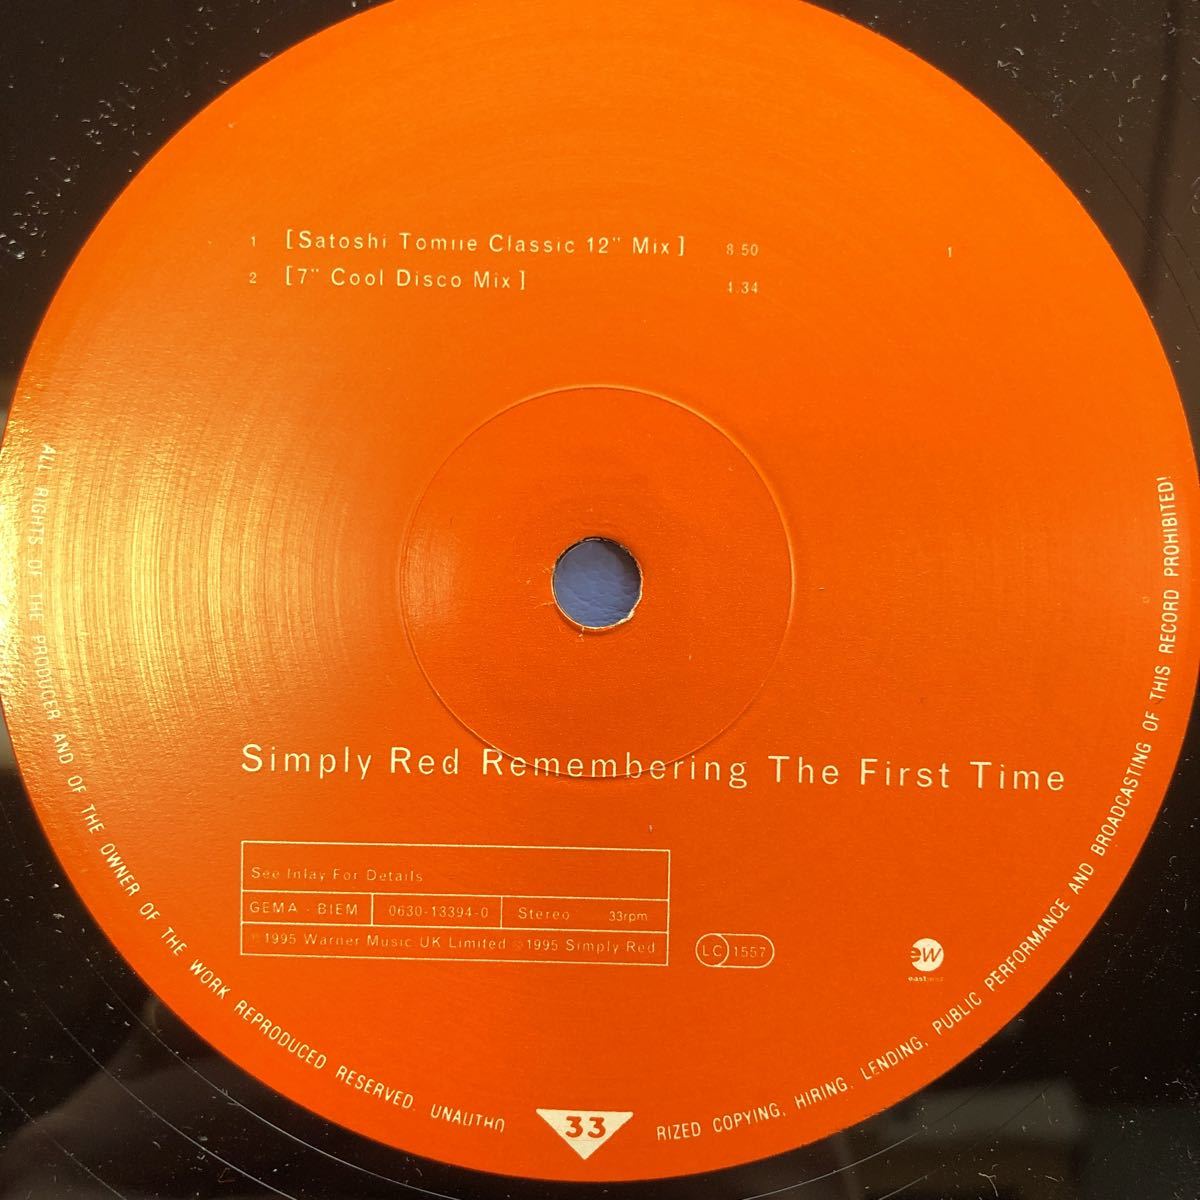 1 [Satoshi Tomiie Classic 12" Mix] 8.50 1
2 [7" Cool Disco Mix] 4.34
Simply Red Remembering The First Time
See Inlay For Details
GEMA - BIEM 0630-13394-0 Stereo 33rpm
℗1995 Warner Music UK Limited ©1995 Simply Red
LC 1557
ew
eastwest
ALL RIGHTS OF THE PRODUCER AND OF THE OWNER OF THE WORK REPRODUCED RESERVED. UNAUTHO
33
RIZED COPYING, HIRING, LENDING, PUBLIC PERFORMANCE AND BROADCASTING OF THIS RECORD PROHIBITED!